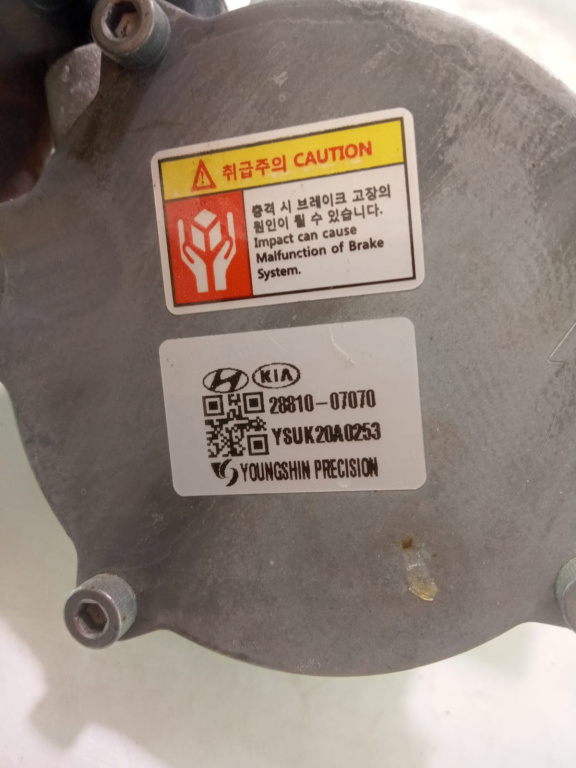 취급주의 CAUTION
충격 시 브레이크 고장의
원인이 될 수 있습니다.
Impact can cause
Malfunction of Brake
System.
KIA
28810-07070
YSUK20A0253
YOUNGSHIN PRECISION